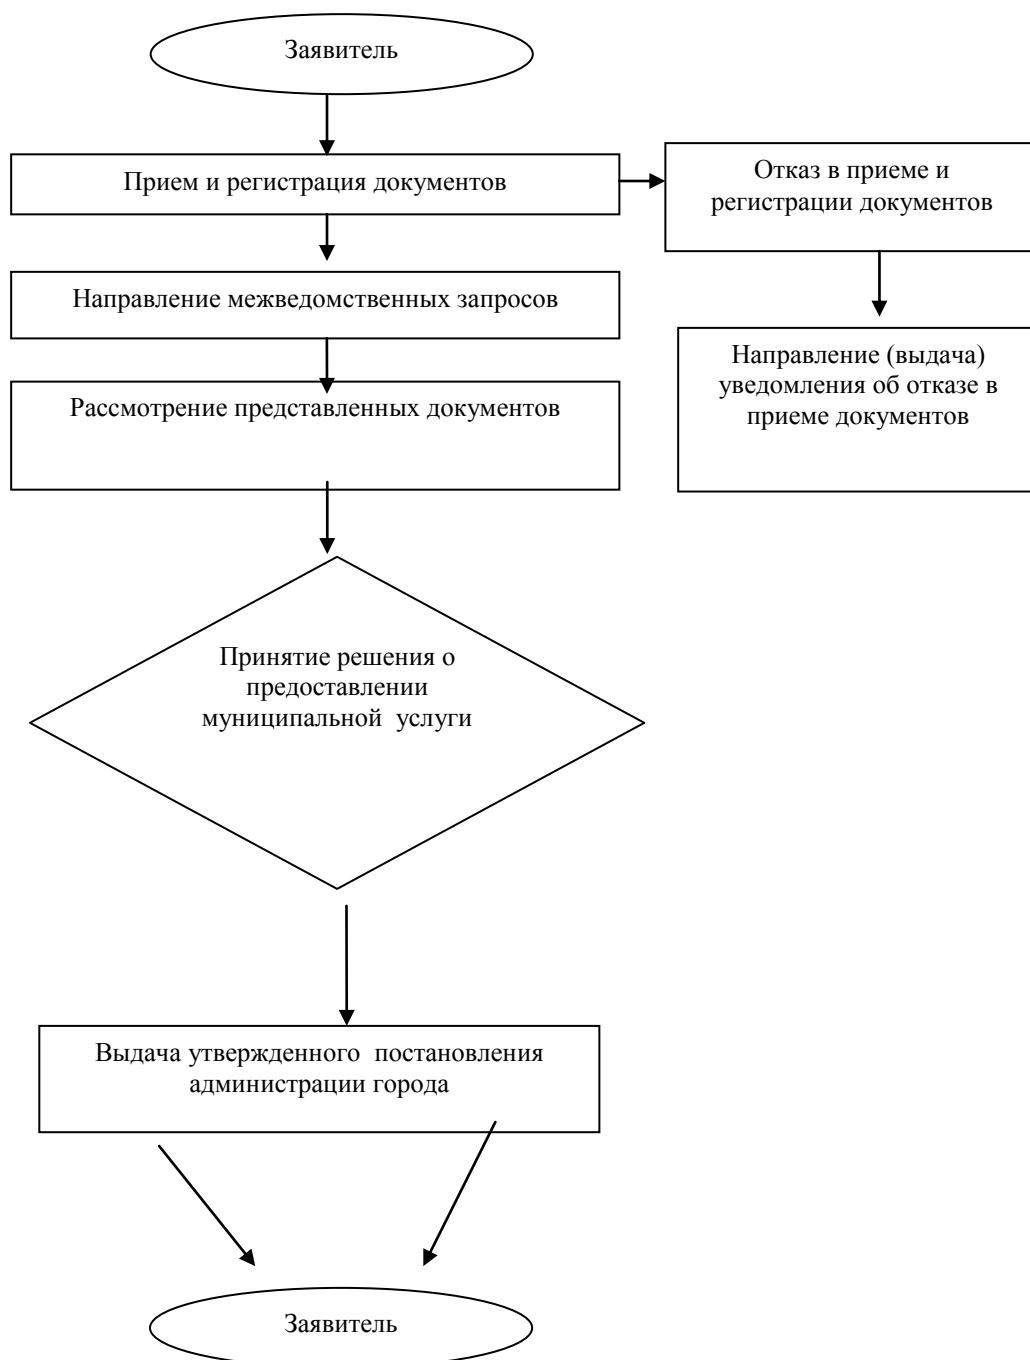 Заявитель
Прием и регистрация документов
Отказ в приеме и
регистрации документов
Направление межведомственных запросов
Направление (выдача)
уведомления об отказе в
приеме документов
Рассмотрение представленных документов
Принятие решения о
предоставлении
муниципальной  услуги
Выдача утвержденного  постановления
администрации города
Заявитель